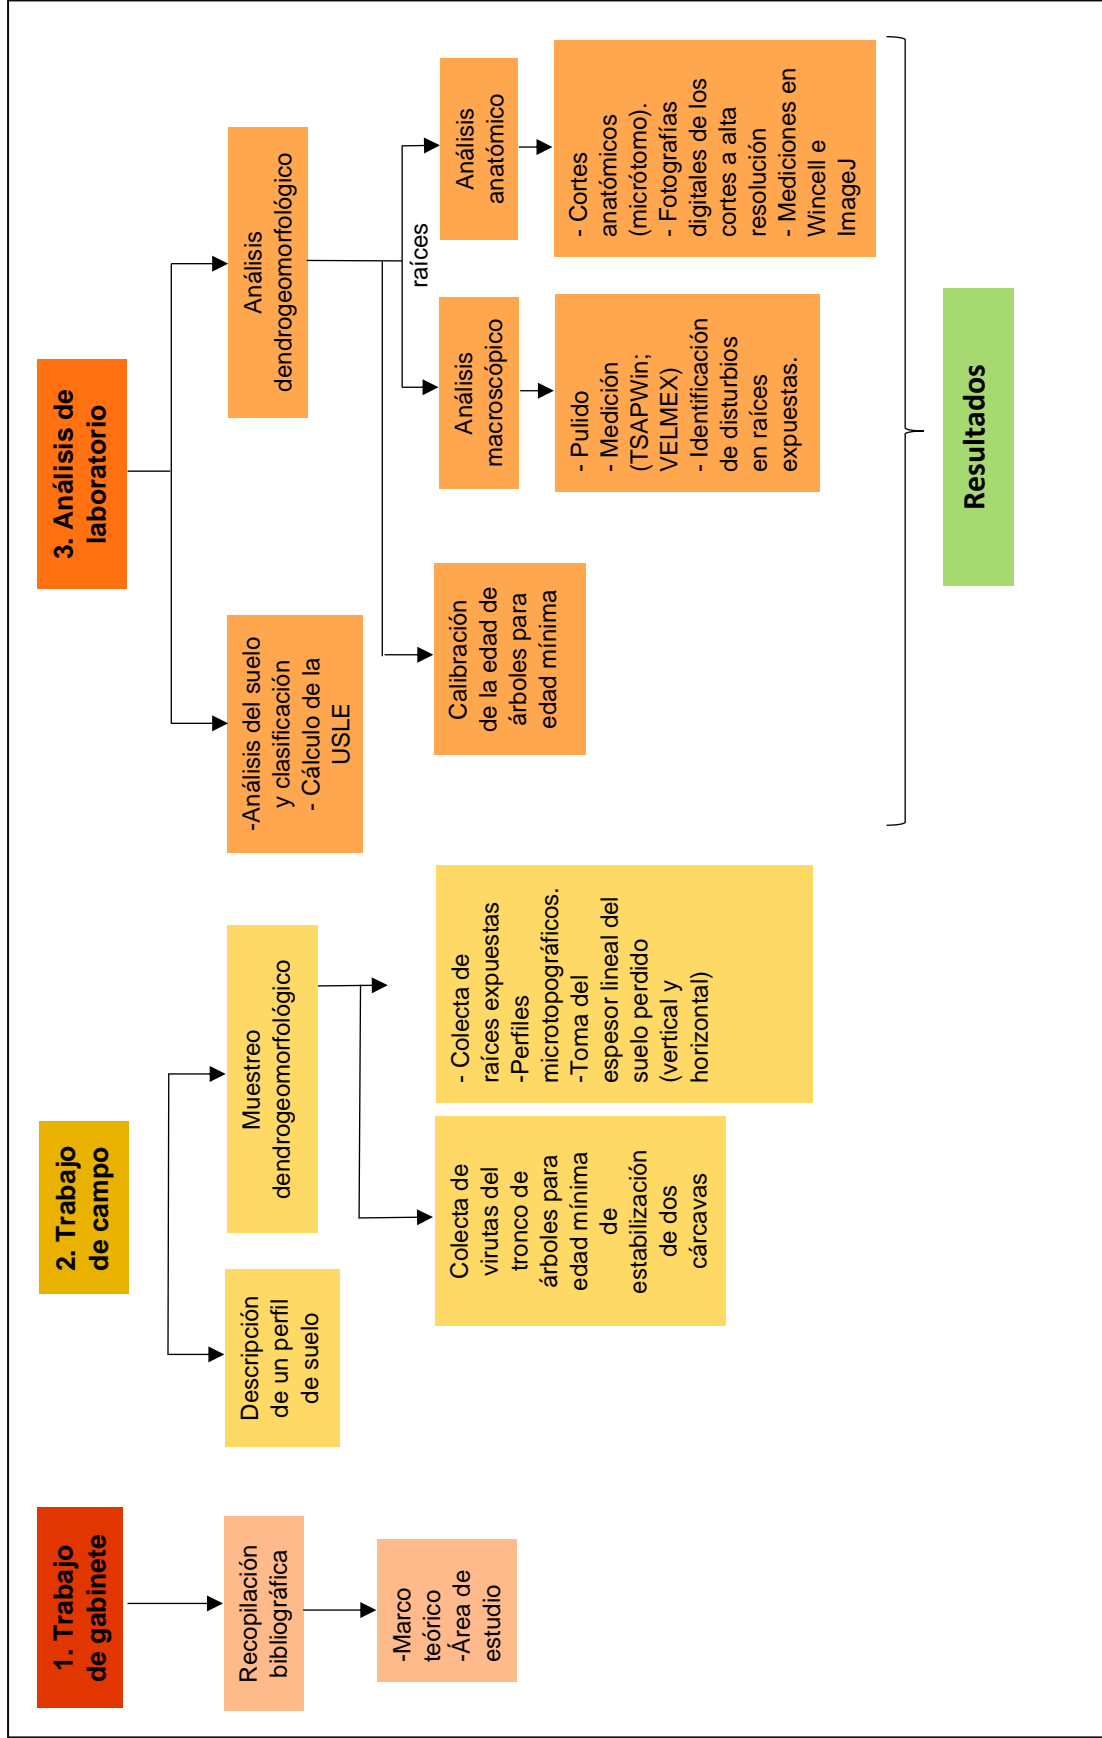 1. Trabajo
de gabinete
Recopilación
bibliográfica
-Marco
teórico
-Área de
estudio
2. Trabajo
de campo
Descripción
de un perfil
de suelo
Muestreo
dendrogeomorfológico
Colecta de
virutas del
tronco de
árboles para
edad mínima
de
estabilización
de dos
cárcavas
- Colecta de
raíces expuestas
-Perfiles
microtopográficos.
-Toma del
espesor lineal del
suelo perdido
(vertical y
horizontal)
3. Análisis de
laboratorio
-Análisis del suelo
y clasificación
- Cálculo de la
USLE
Análisis
dendrogeomorfológico
Calibración
de la edad de
árboles para
edad mínima
raíces
Análisis
macroscópico
- Pulido
- Medición
(TSAPWin;
VELMEX)
- Identificación
de disturbios
en raíces
expuestas.
Análisis
anatómico
- Cortes
anatómicos
(micrótomo).
- Fotografías
digitales de los
cortes a alta
resolución
- Mediciones en
Wincell e
ImageJ
Resultados